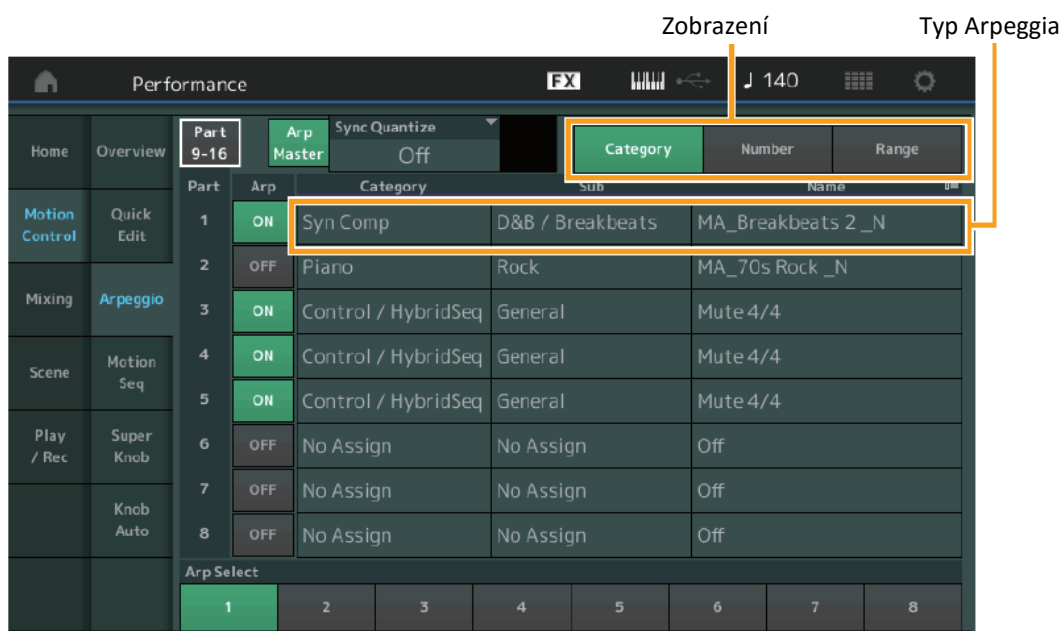 Zobrazení Typ Arpeggia
Performance FX 140
Part 9-16 Arp Master Sync Quantize Off Category Number Range
Home Overview
Part Arp Category Sub Name
Motion Control Quick Edit
1 ON Syn Comp D&B / Breakbeats MA_Breakbeats 2 _N
2 OFF Piano Rock MA_70s Rock _N
Mixing Arpeggio
3 ON Control / HybridSeq General Mute 4/4
4 ON Control / HybridSeq General Mute 4/4
Scene Motion Seq
5 ON Control / HybridSeq General Mute 4/4
Play / Rec Super Knob
6 OFF No Assign No Assign Off
7 OFF No Assign No Assign Off
Knob Auto
8 OFF No Assign No Assign Off
Arp Select
1 2 3 4 5 6 7 8